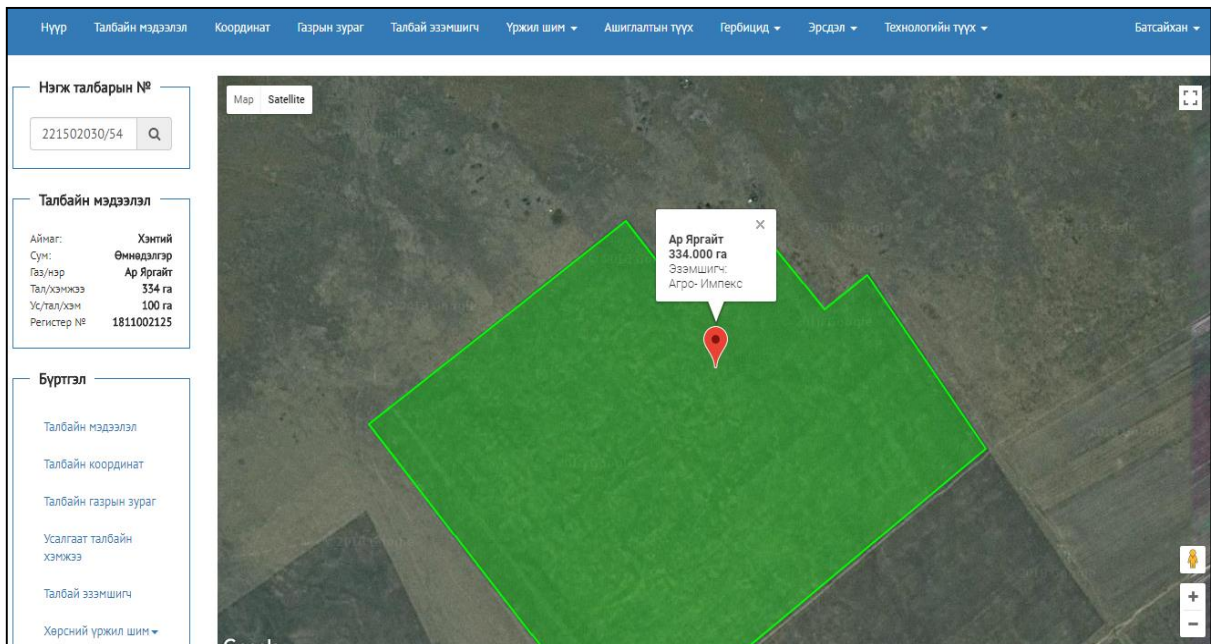 Нүүр Талбайн мэдээлэл Координат Газрын зураг Талбай эзэмшигч Үржил шим Ашиглалтын түүх Гербицид Эрсдэл Технологийн түүх Батсайхан
Нэгж талбарын №
221502030/54
Талбайн мэдээлэл
Аймаг: Хэнтий
Сум: Өмнөдэлгэр
Газ/нэр Ар Яргайт
Тал/хэмжээ 334 га
Ус/тал/хэм 100 га
Регистер № 1811002125
Бүртгэл
Талбайн мэдээлэл
Талбайн координат
Талбайн газрын зураг
Усалгаат талбайн
хэмжээ
Талбай эзэмшигч
Хөрсний үржил шим
Map Satellite
Ар Яргайт
334.000 га
Эзэмшигч:
Агро- Импекс